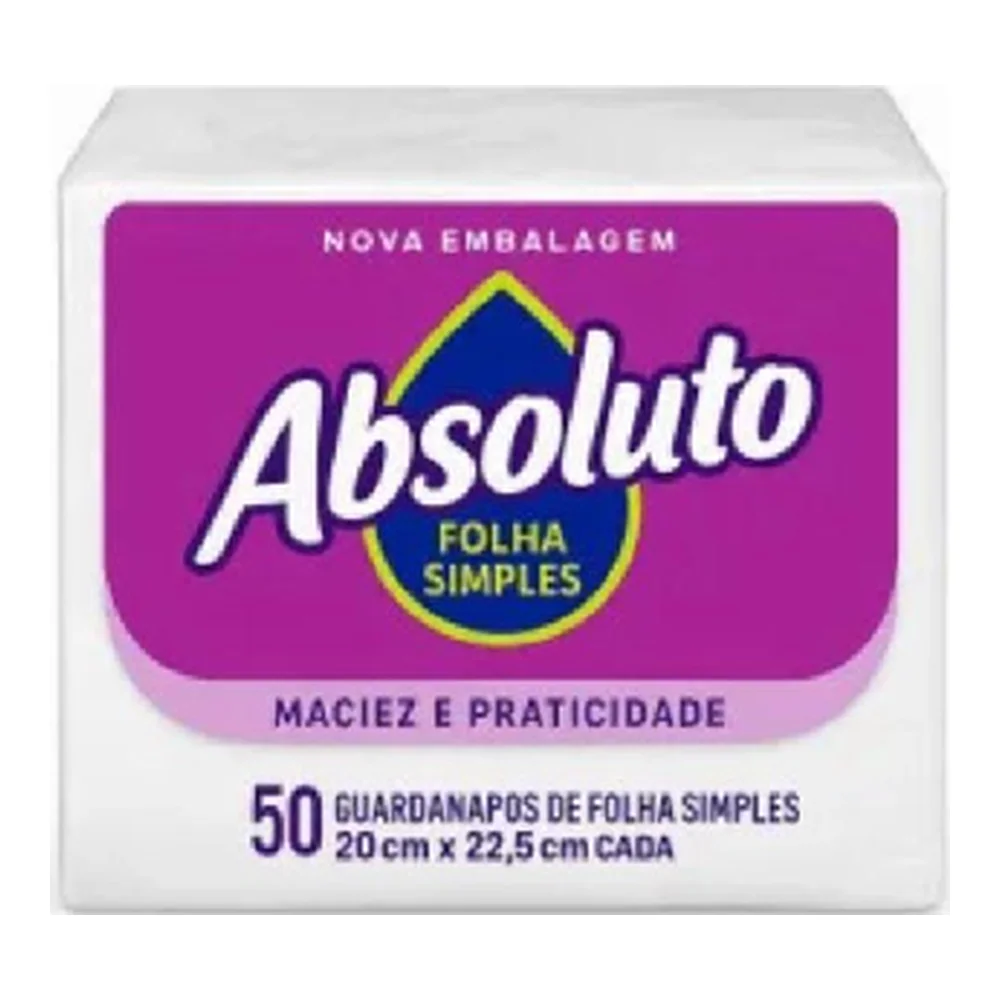 NOVA EMBALAGEM
Absoluto
FOLHA
SIMPLES
MACIEZ E PRATICIDADE
50 GUARDANAPOS DE FOLHA SIMPLES
20 cm x 22,5 cm CADA